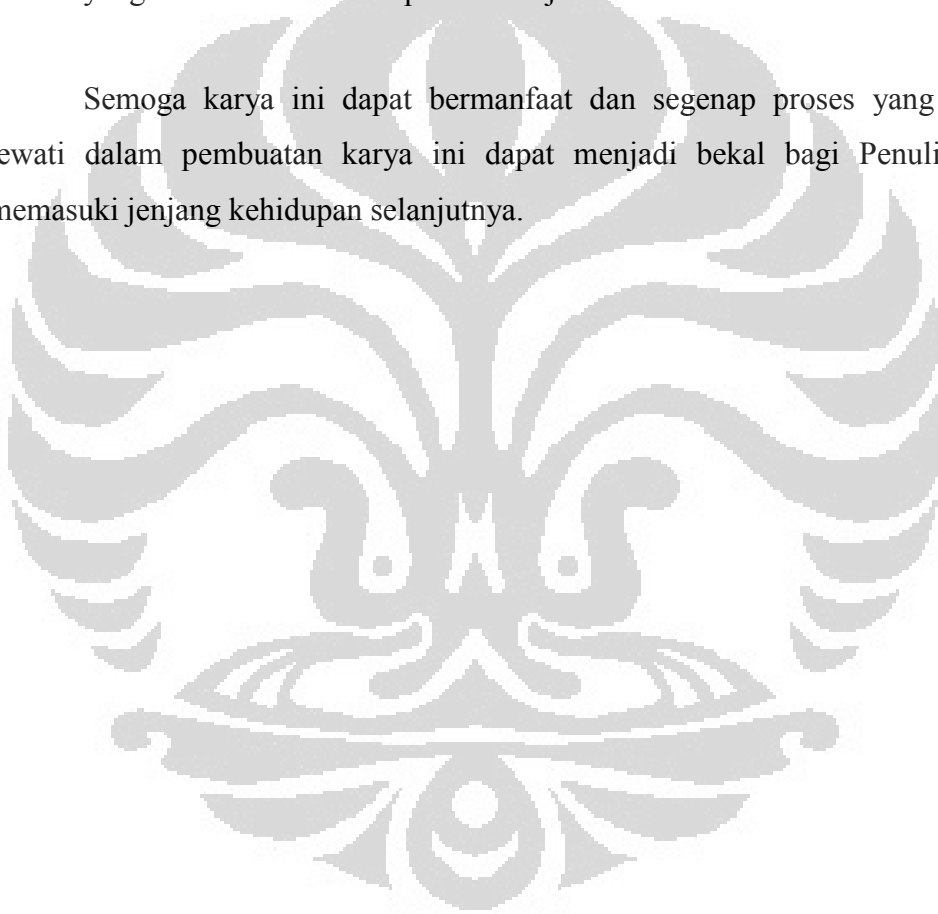 Semoga karya ini dapat bermanfaat dan segenap proses yang
ewati dalam pembuatan karya ini dapat menjadi bekal bagi Penuli
memasuki jenjang kehidupan selanjutnya.